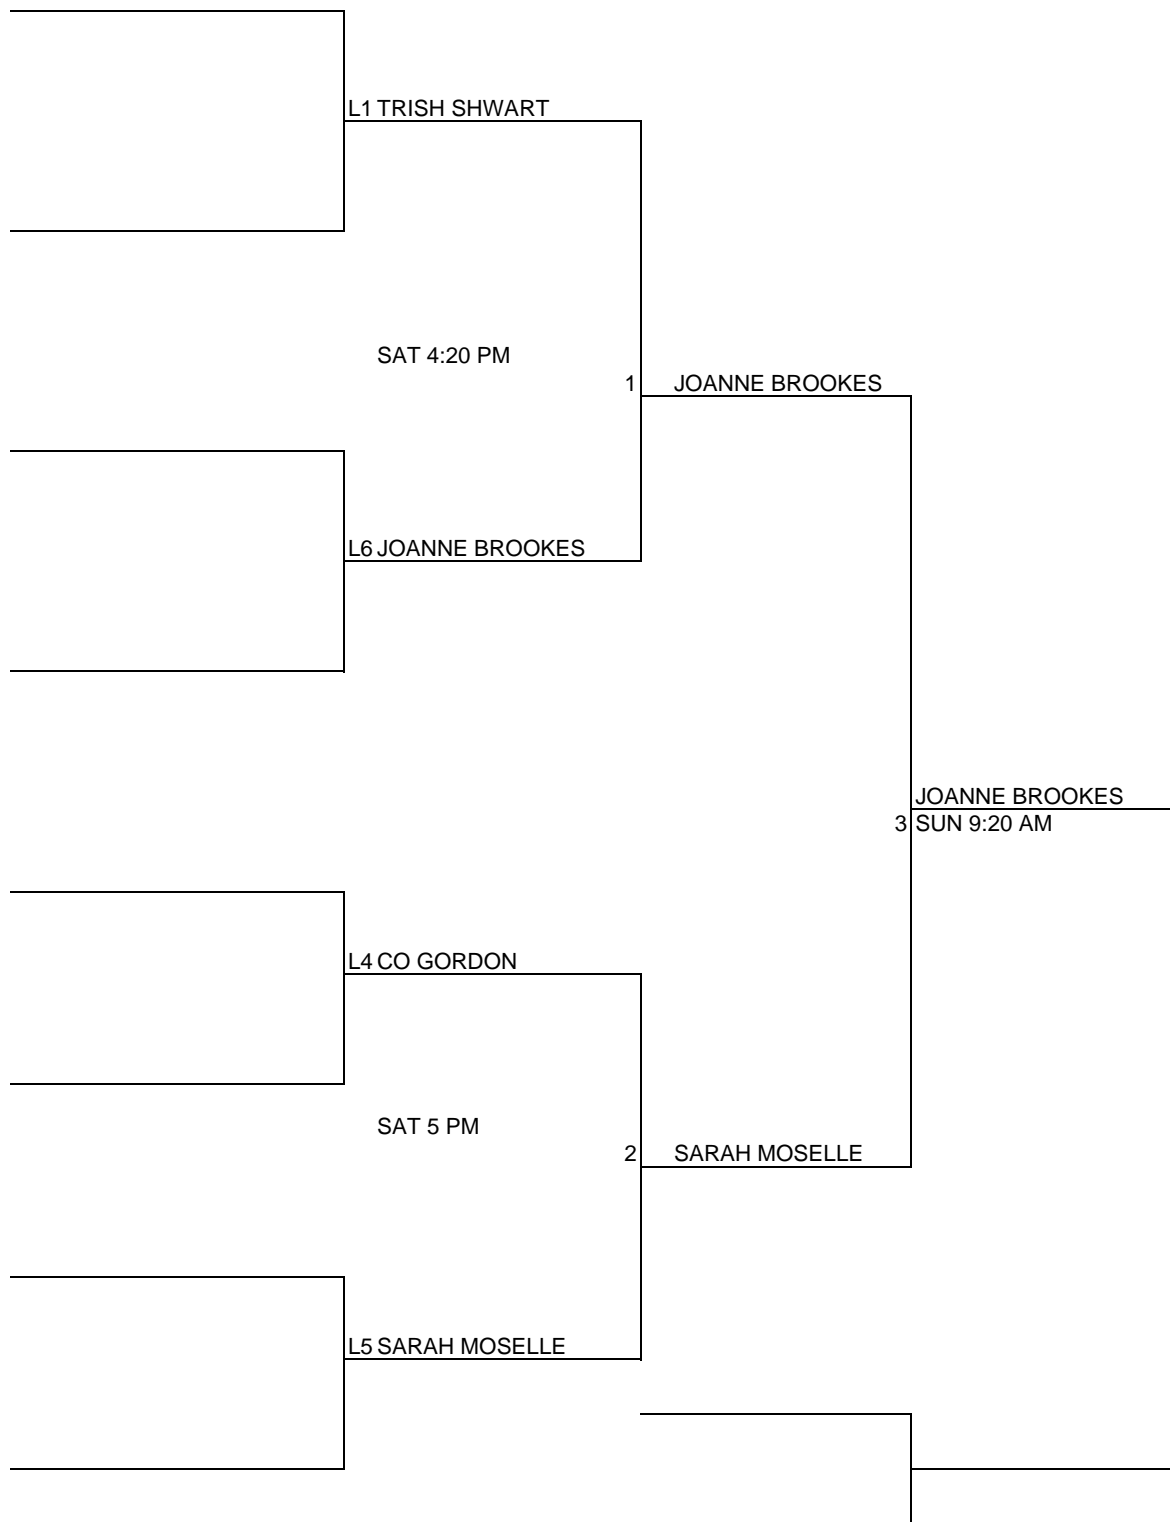 L1 TRISH SHWART
SAT 4:20 PM
1 JOANNE BROOKES
L6 JOANNE BROOKES
JOANNE BROOKES
3 SUN 9:20 AM
L4 CO GORDON
SAT 5 PM
2 SARAH MOSELLE
L5 SARAH MOSELLE